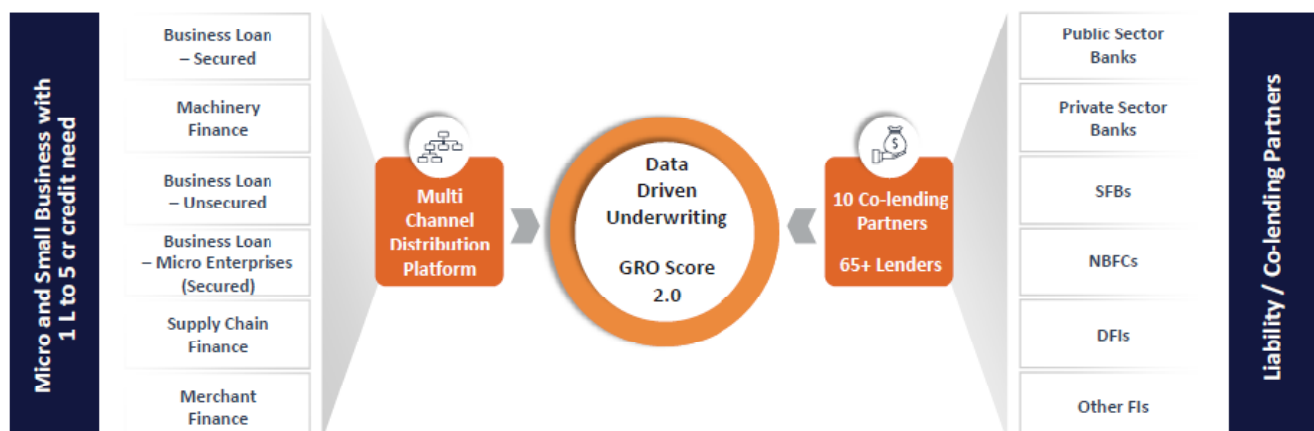 Micro and Small Business with
1 L to 5 cr credit need
Business Loan
– Secured
Machinery
Finance
Business Loan
– Unsecured
Business Loan
– Micro Enterprises
(Secured)
Supply Chain
Finance
Merchant
Finance
Multi
Channel
Distribution
Platform
Data
Driven
Underwriting
GRO Score
2.0
$
10 Co-lending
Partners
65+ Lenders
Public Sector
Banks
Private Sector
Banks
SFBs
NBFCs
DFIs
Other FIs
Liability / Co-lending Partners